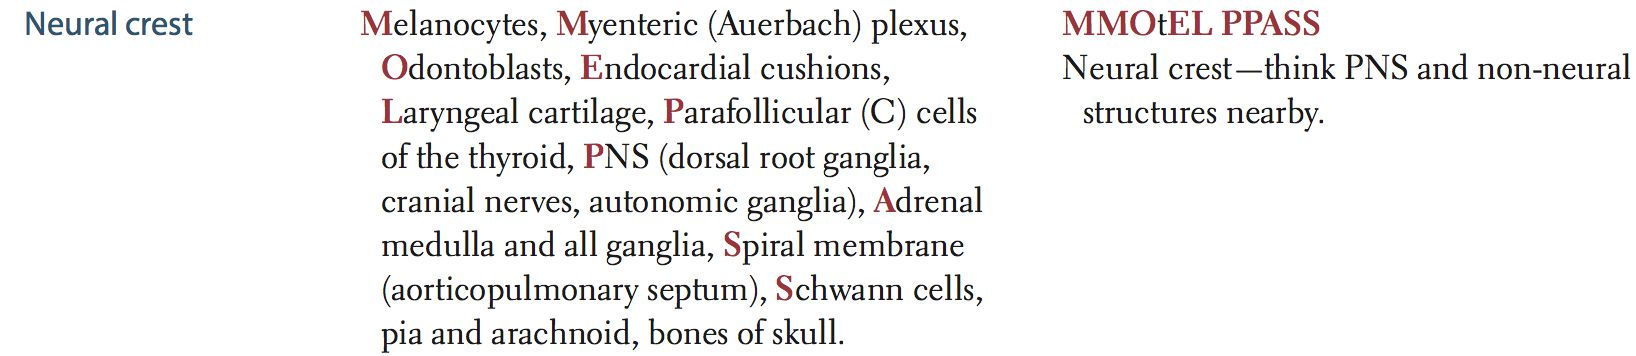 Neural crest
Melanocytes, Myenteric (Auerbach) plexus,
Odontoblasts, Endocardial cushions,
Laryngeal cartilage, Parafollicular (C) cells
of the thyroid, PNS (dorsal root ganglia,
cranial nerves, autonomic ganglia), Adrenal
medulla and all ganglia, Spiral membrane
(aorticopulmonary septum), Schwann cells,
pia and arachnoid, bones of skull.
MMOtEL PPASS
Neural crest—think PNS and non-neural
structures nearby.